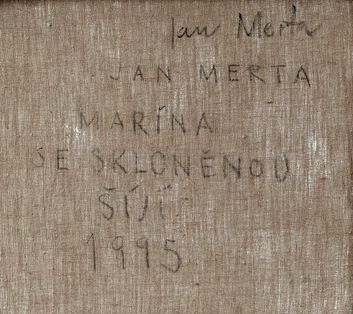 Jan Merta
JAN MERTA
MARÍNA
SE SKLONĚNOU
ŠÍJÍ
1995